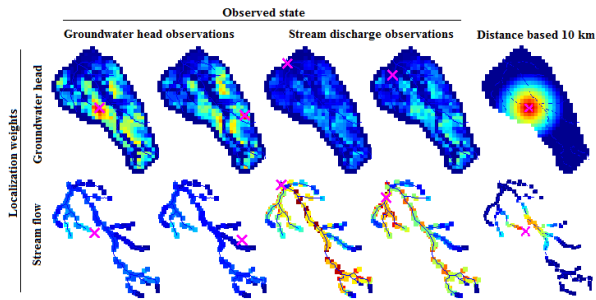 Observed state
Groundwater head observations
Stream discharge observations
Distance based 10 km
Localization weights
Groundwater head
Stream flow